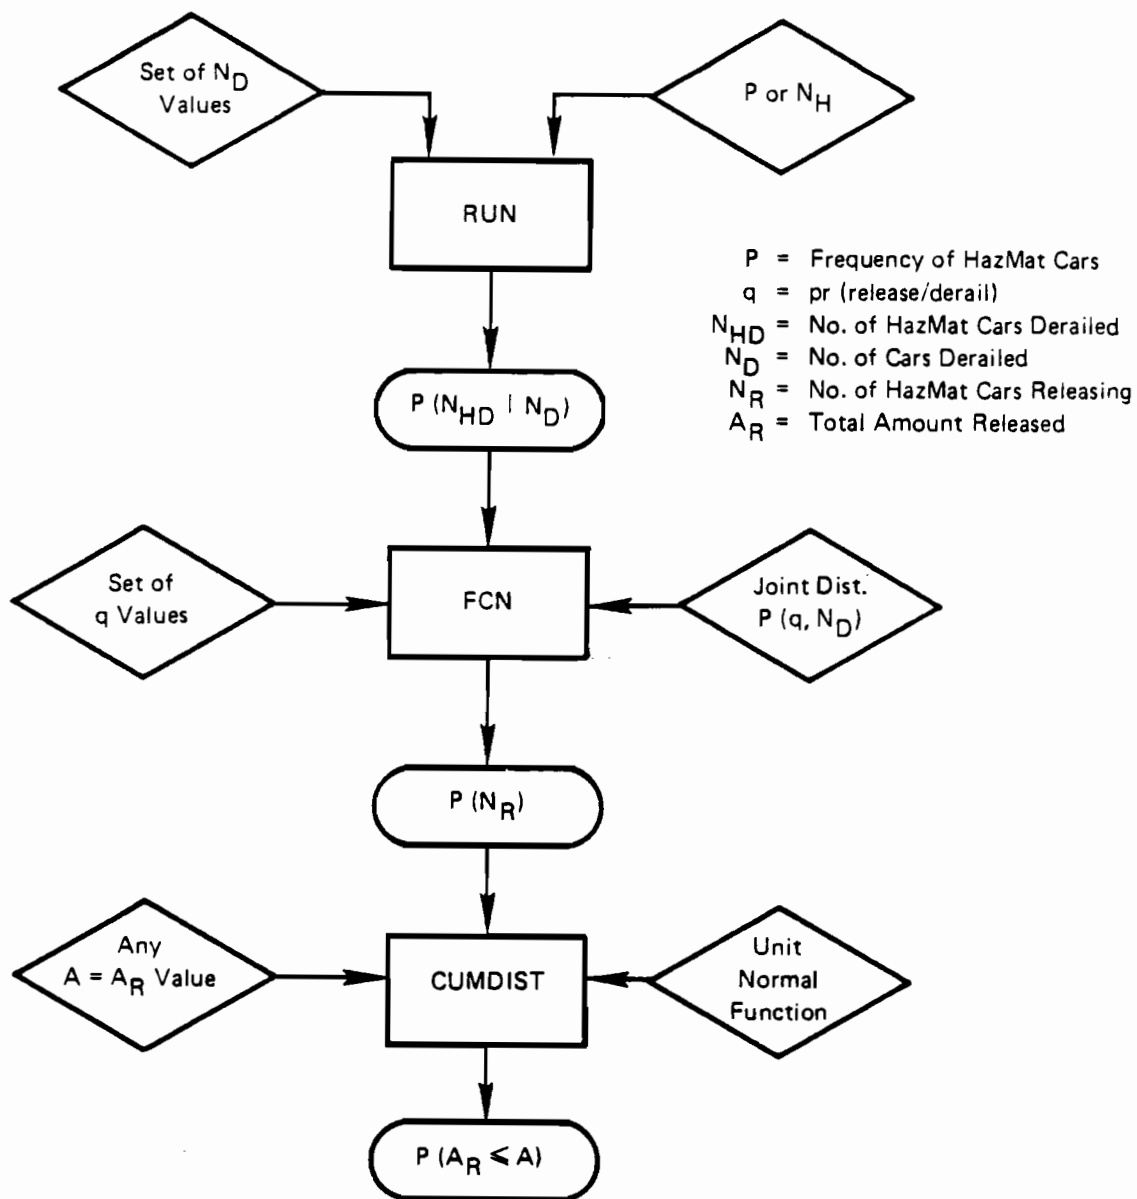 Set of N_D
Values
P or N_H
RUN
P = Frequency of HazMat Cars
q = pr (release/derail)
N_HD = No. of HazMat Cars Derailed
N_D = No. of Cars Derailed
N_R = No. of HazMat Cars Releasing
A_R = Total Amount Released
P (N_HD | N_D)
Set of
q Values
FCN
Joint Dist.
P (q, N_D)
P (N_R)
Any
A = A_R Value
CUMDIST
Unit
Normal
Function
P (A_R ⩽ A)